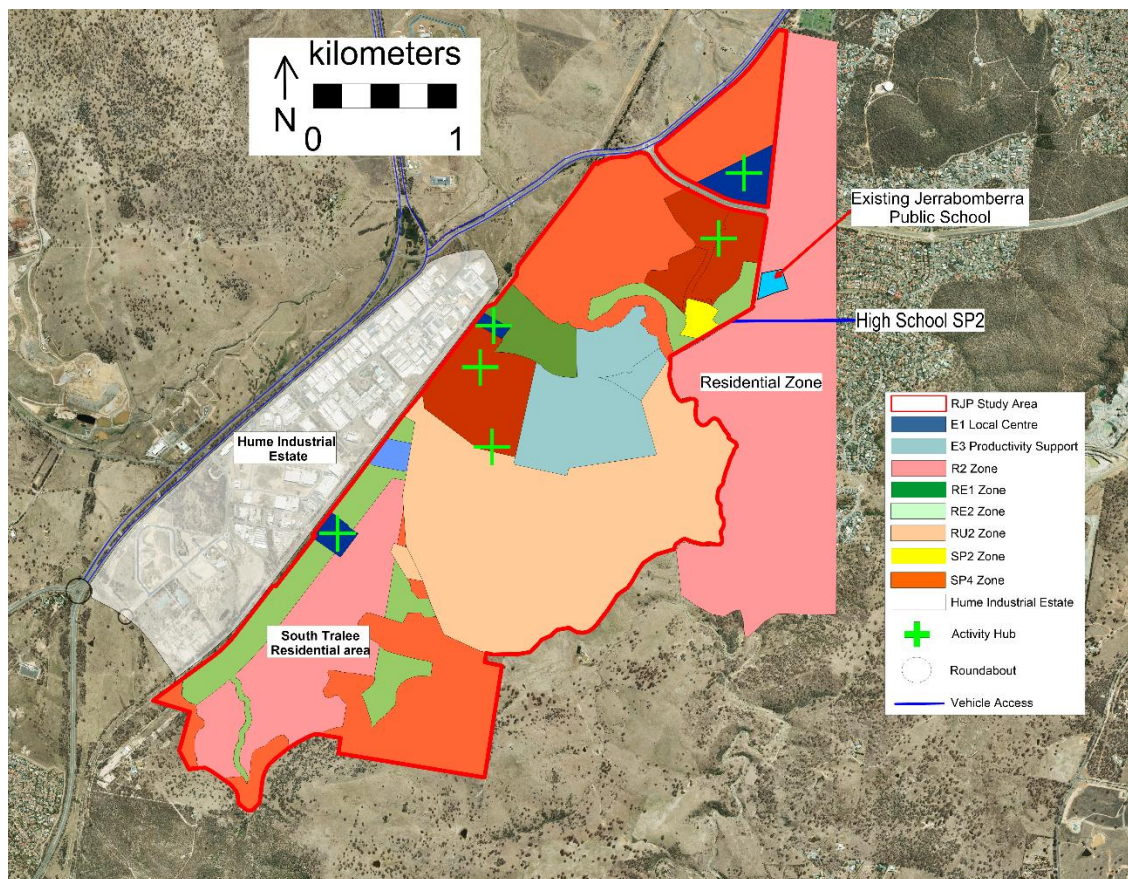 kilometers
N
0
1
Existing Jerrabomberra
Public School
High School SP2
Residential Zone
Hume Industrial
Estate
South Tralee
Residential area
RJP Study Area
E1 Local Centre
E3 Productivity Support
R2 Zone
RE1 Zone
RE2 Zone
RU2 Zone
SP2 Zone
SP4 Zone
Hume Industrial Estate
Activity Hub
Roundabout
Vehicle Access